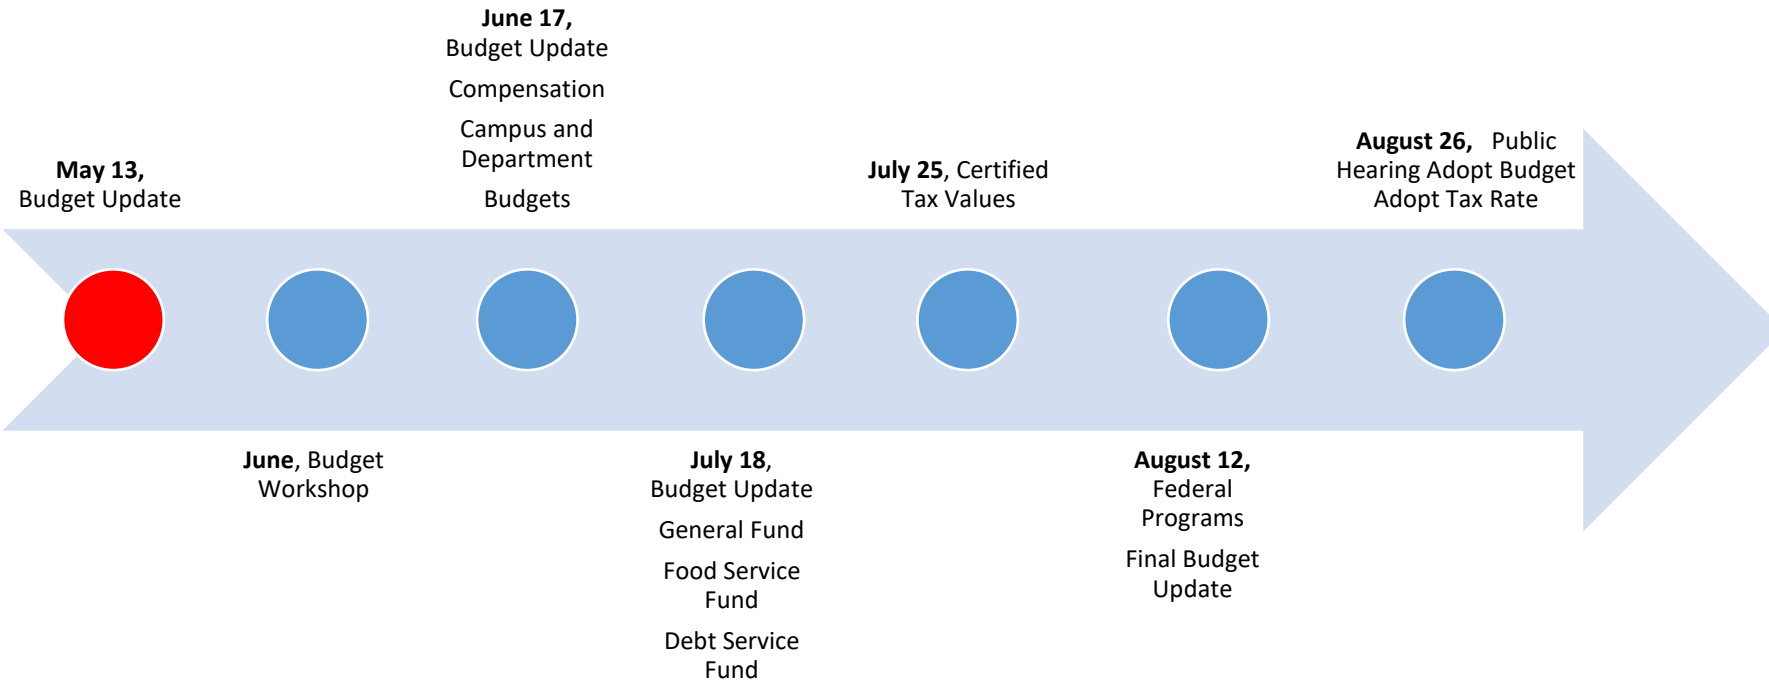 May 13,
Budget Update
June, Budget
Workshop
June 17,
Budget Update
Compensation
Campus and
Department
Budgets
July 18,
Budget Update
General Fund
Food Service
Fund
Debt Service
Fund
July 25, Certified
Tax Values
August 12,
Federal
Programs
Final Budget
Update
August 26, Public
Hearing Adopt Budget
Adopt Tax Rate